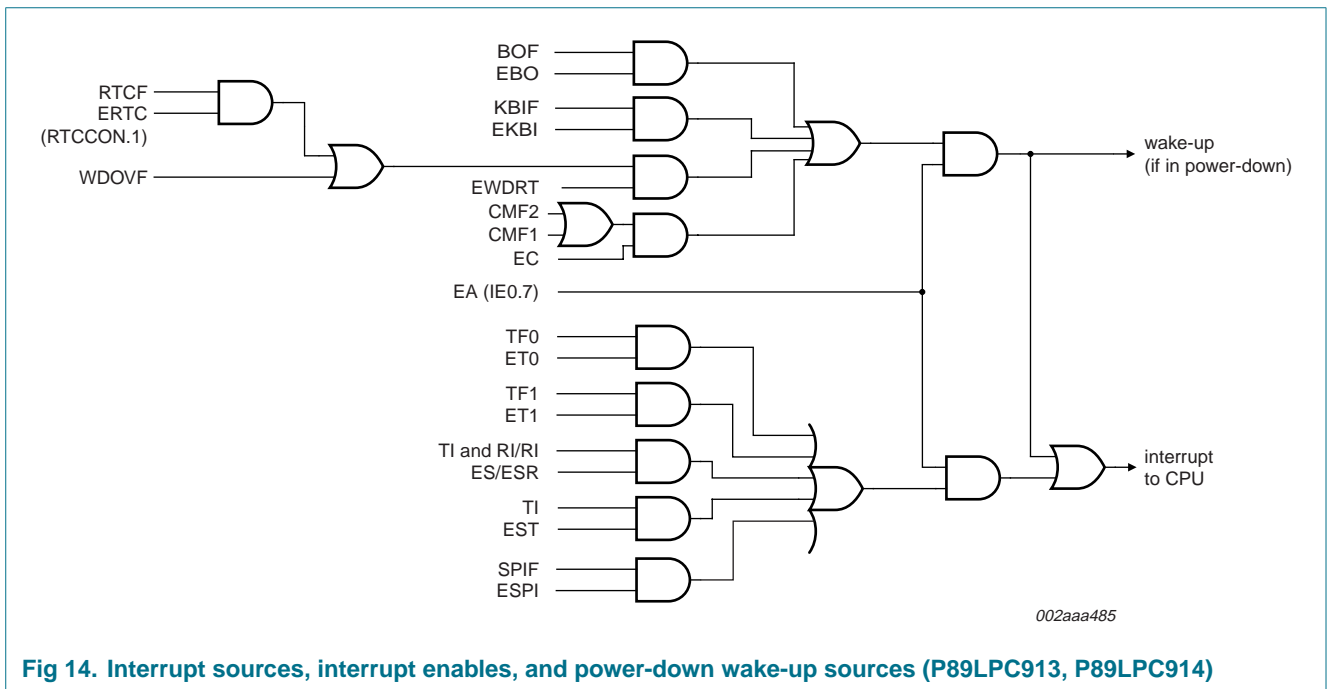 BOF
EBO
RTCF
ERTC
(RTCCON.1)
KBIF
EKBI
WDOVF
EWDRT
CMF2
CMF1
EC
wake-up
(if in power-down)
EA (IE0.7)
TF0
ET0
TF1
ET1
TI and RI/RI
ES/ESR
TI
EST
SPIF
ESPI
interrupt
to CPU
002aaa485
Fig 14. Interrupt sources, interrupt enables, and power-down wake-up sources (P89LPC913, P89LPC914)